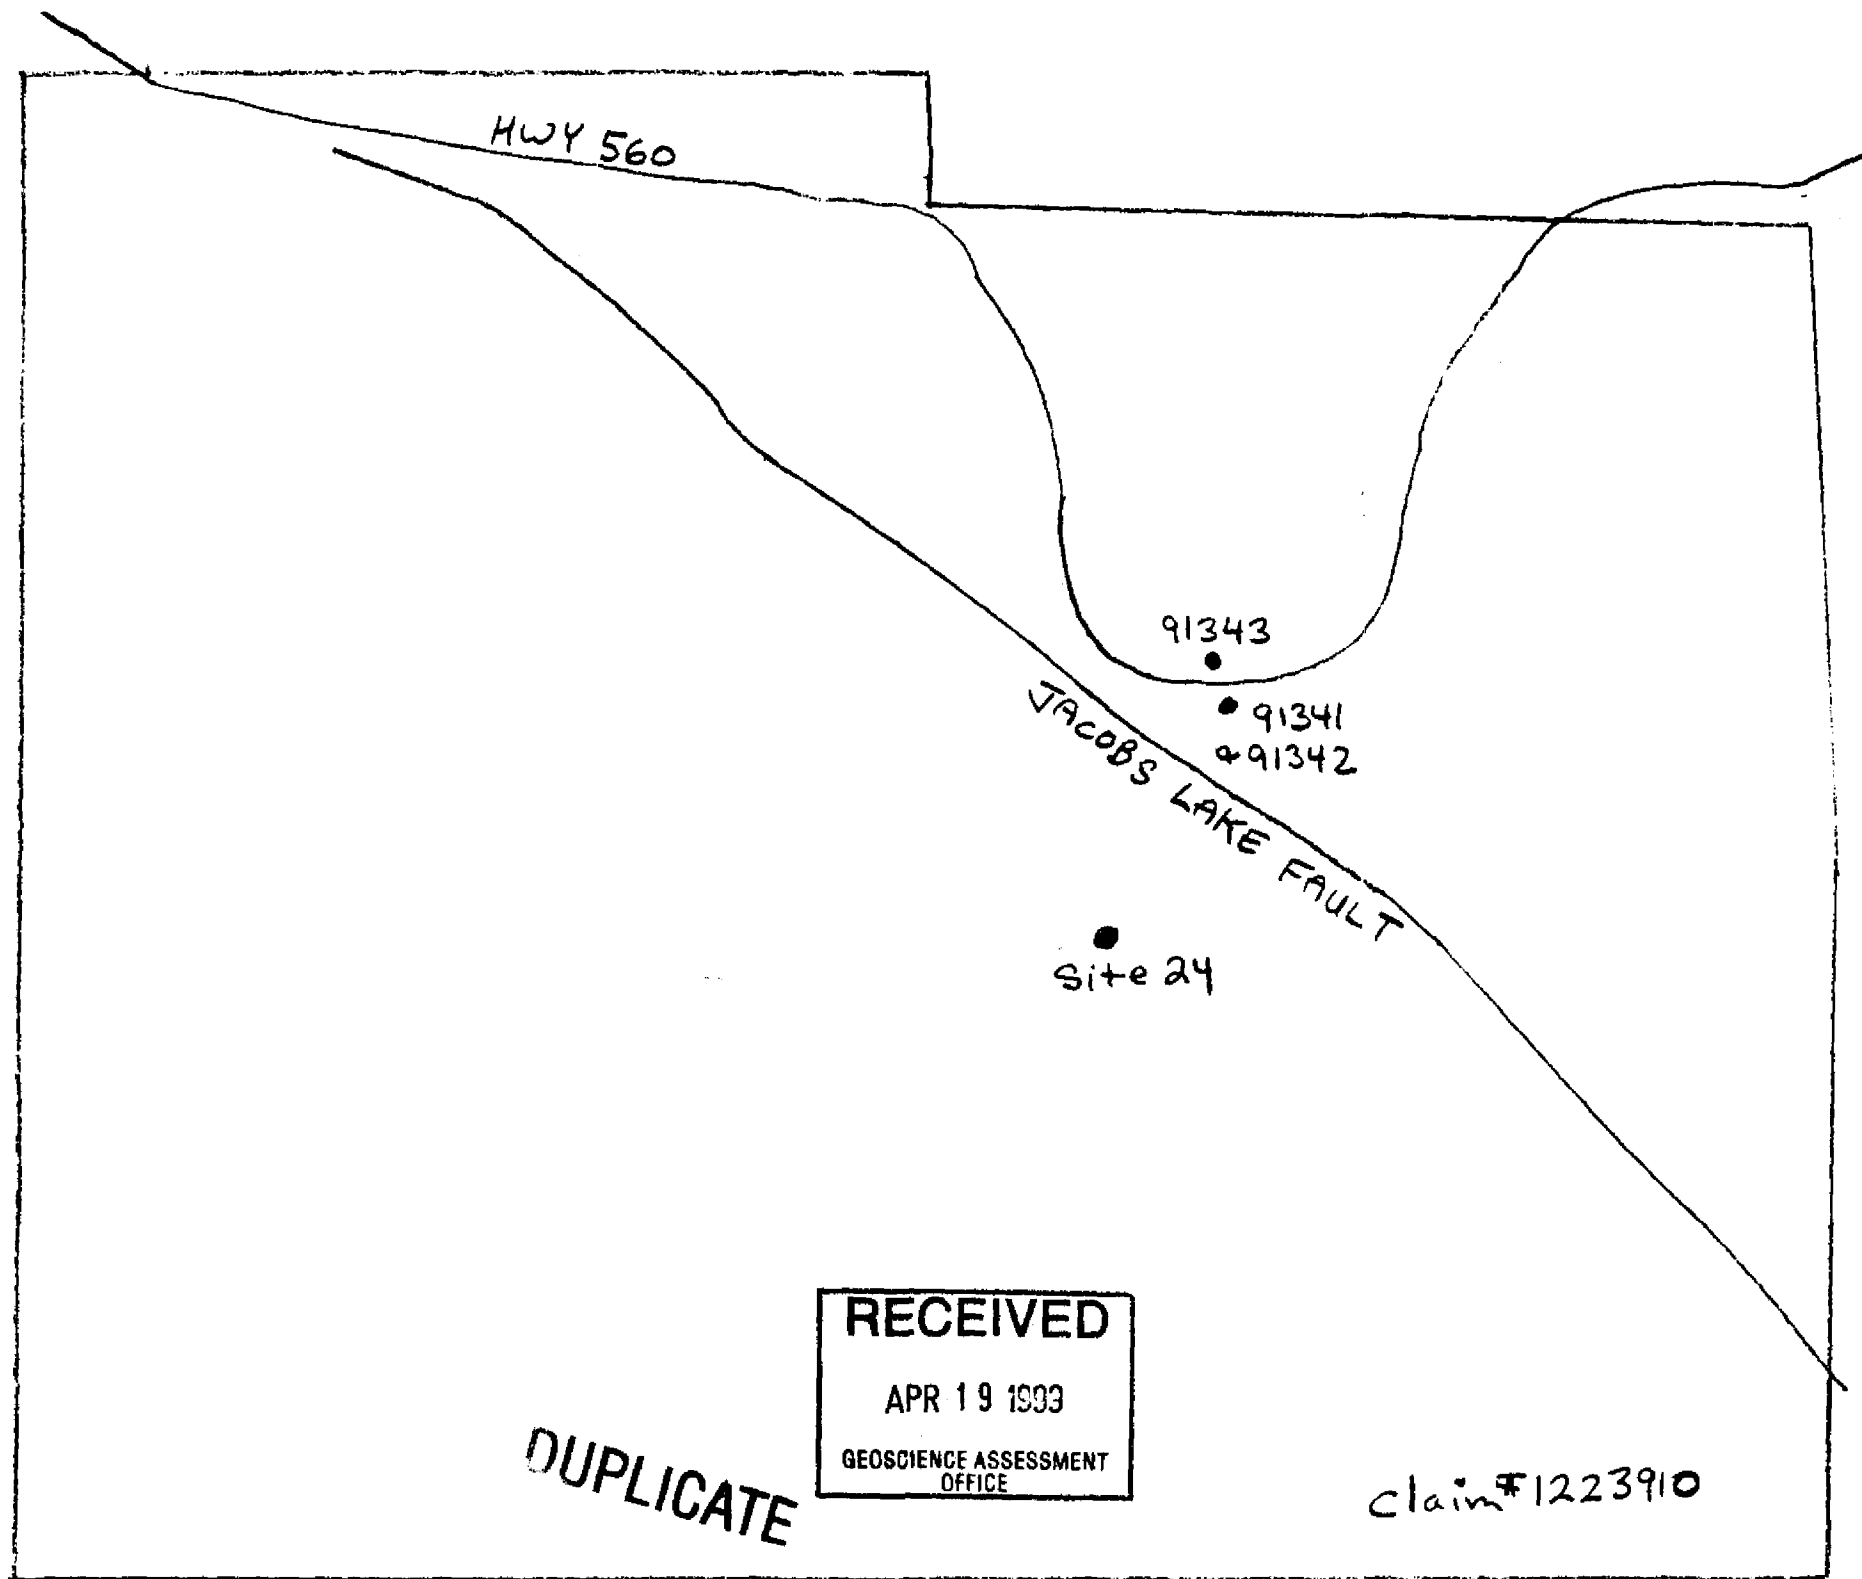 HWY 560
91343
91341
& 91342
JACOBS LAKE FAULT
Site 24
RECEIVED
APR 19
GEOSCIENCE ASSESSMENT
OFFICE
DUPLICATE
claim # 1223910